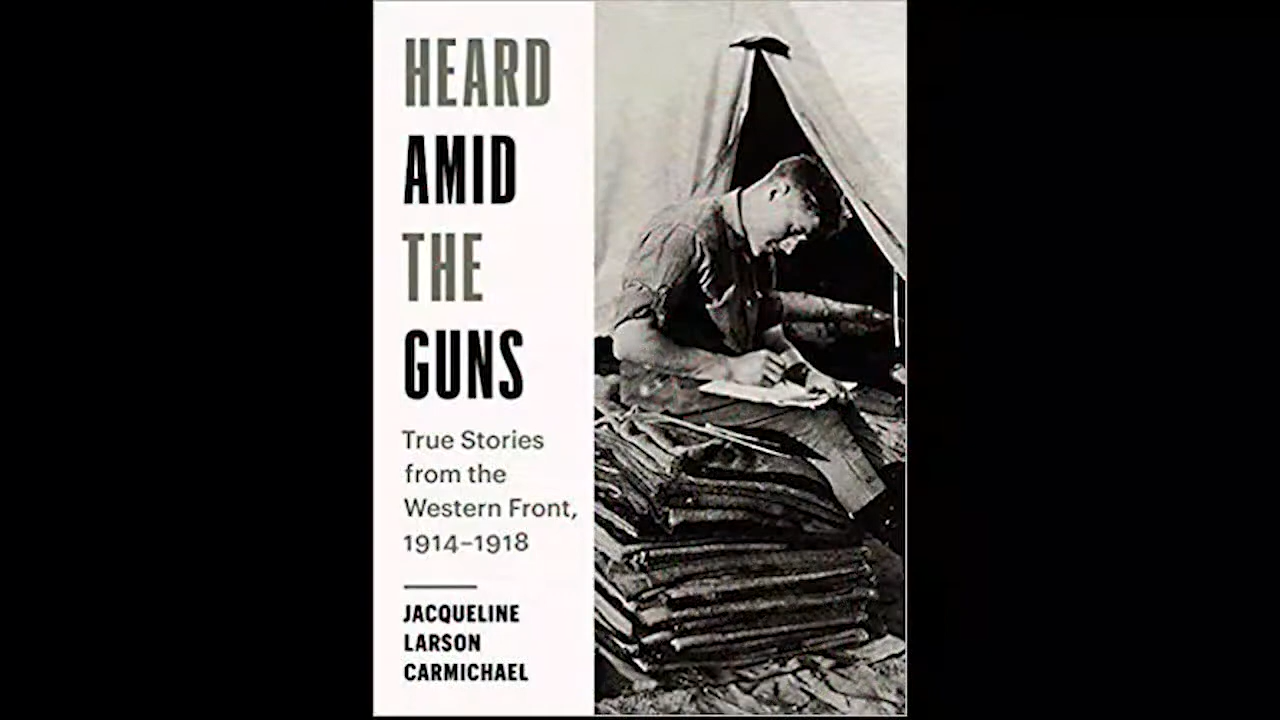 HEARD
AMID
THE
GUNS
True Stories
from the
Western Front,
1914–1918
JACQUELINE
LARSON
CARMICHAEL